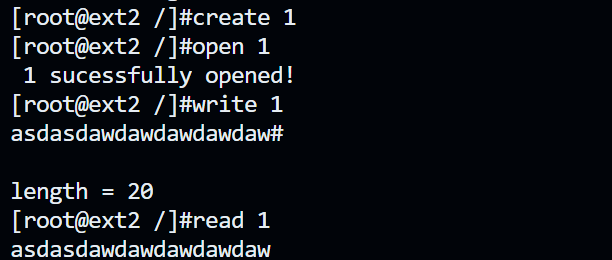 [root@ext2 /]#create 1
[root@ext2 /]#open 1
 1 sucessfully opened!
[root@ext2 /]#write 1
asdasdawdawdawdawdaw#

length = 20
[root@ext2 /]#read 1
asdasdawdawdawdawdaw